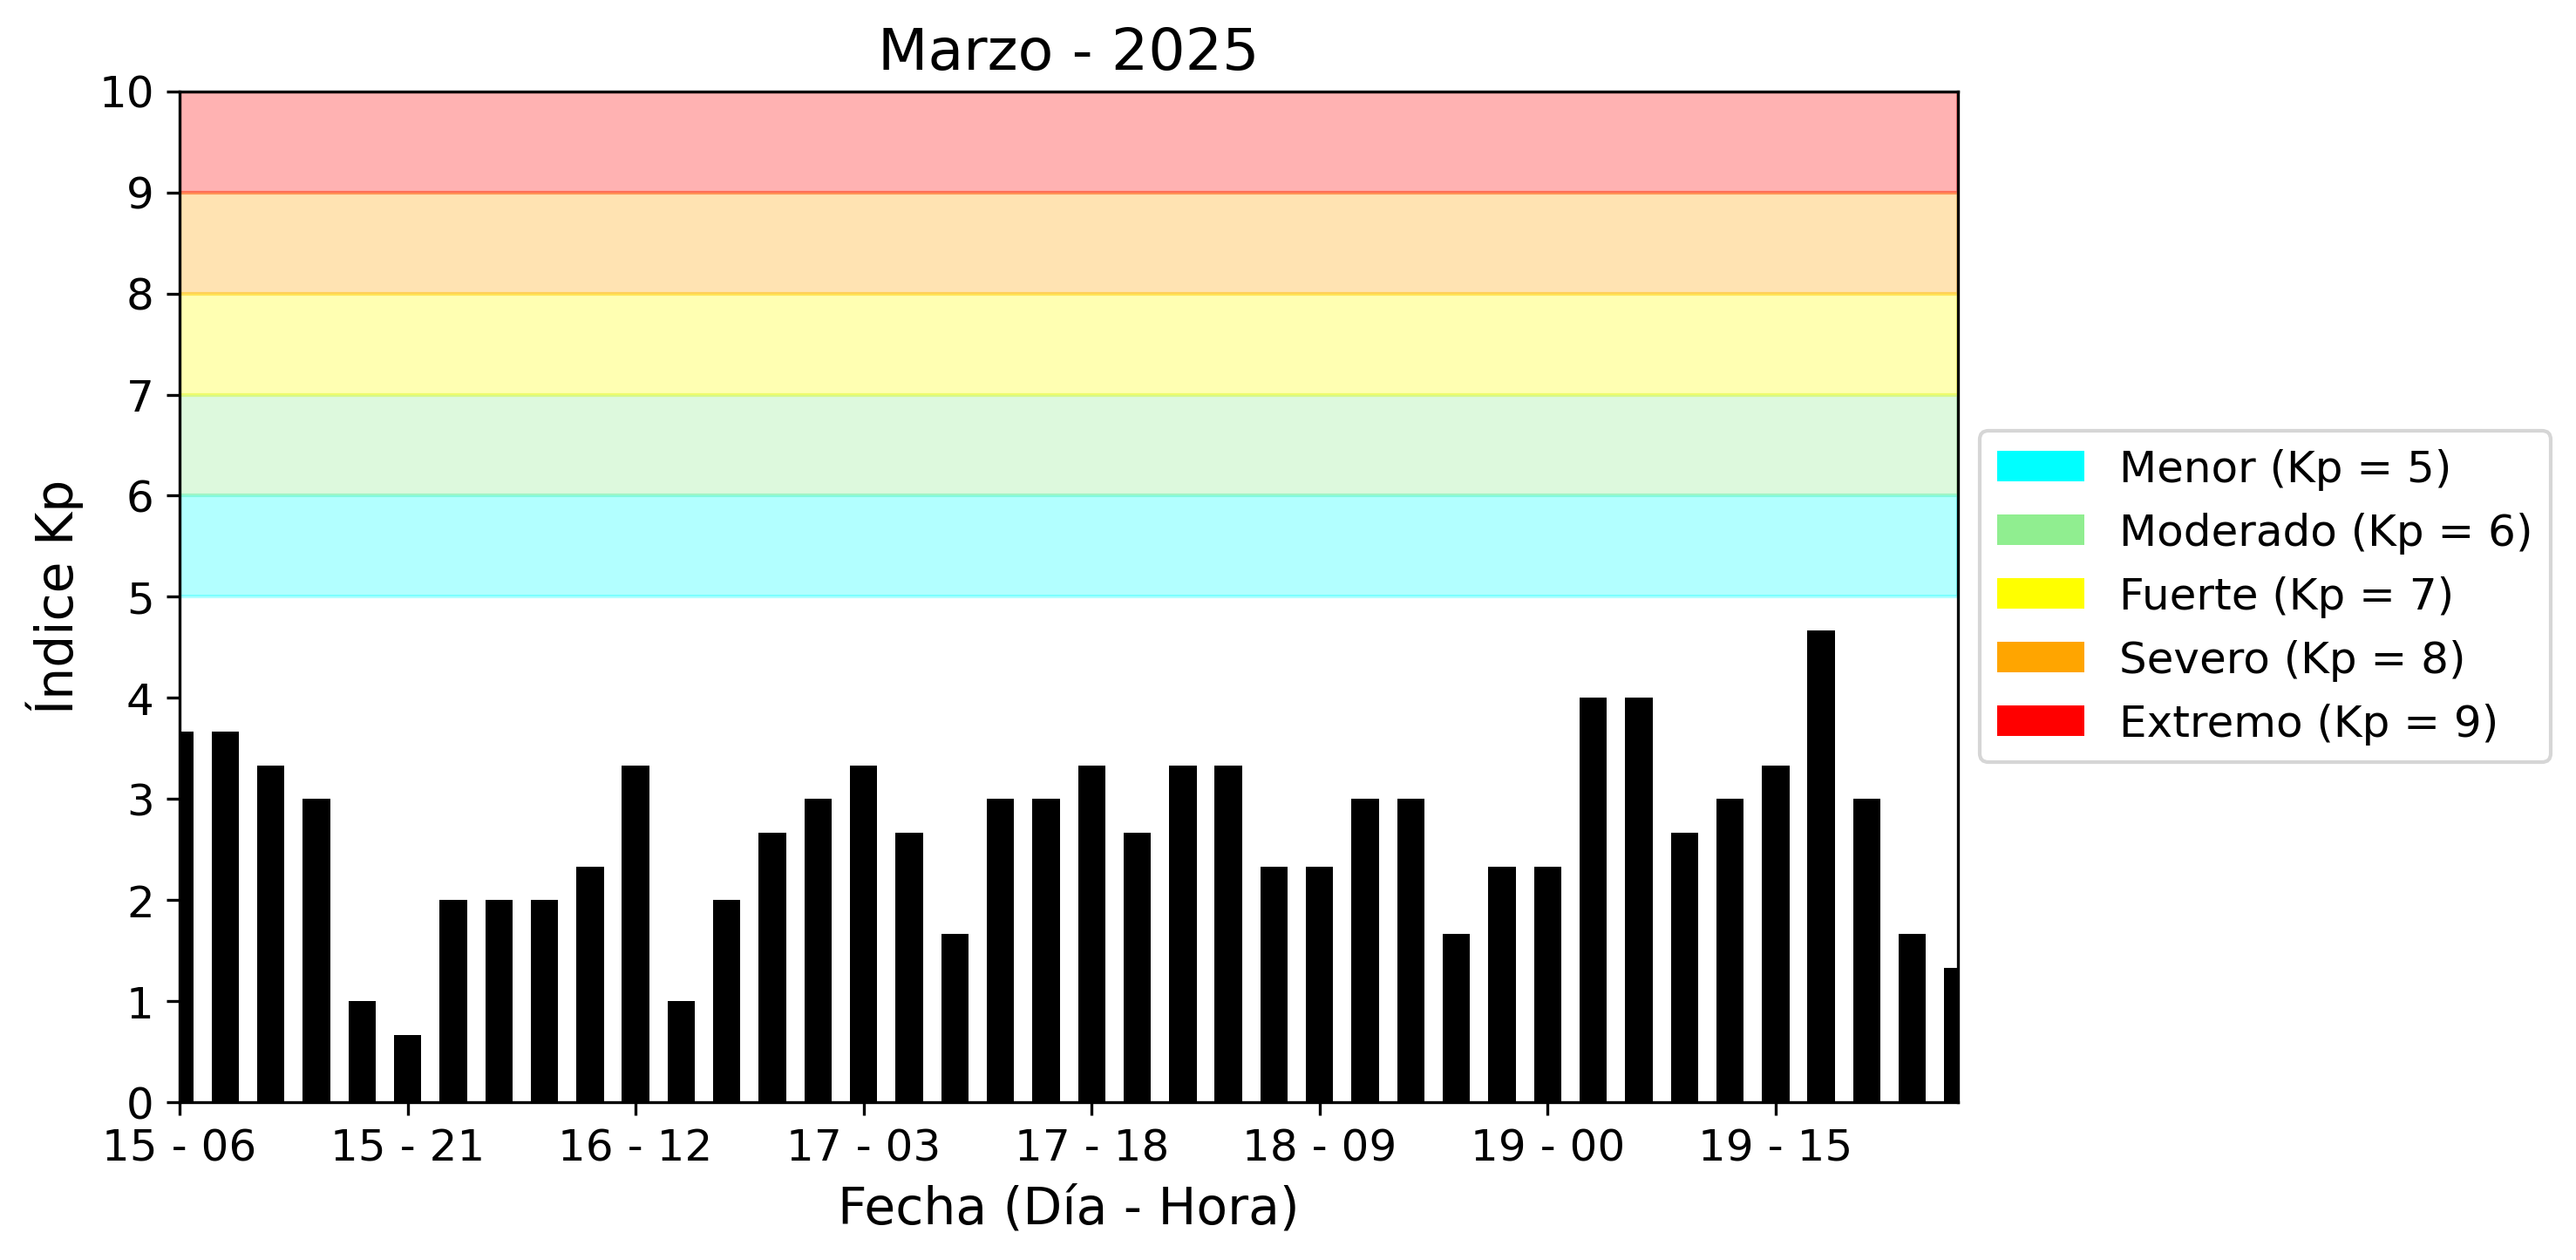 Marzo - 2025
10
9
8
7
6
5
4
3
2
1
0
Índice Kp
15 - 06
15 - 21
16 - 12
17 - 03
17 - 18
18 - 09
19 - 00
19 - 15
Fecha (Día - Hora)
Menor (Kp = 5)
Moderado (Kp = 6)
Fuerte (Kp = 7)
Severo (Kp = 8)
Extremo (Kp = 9)